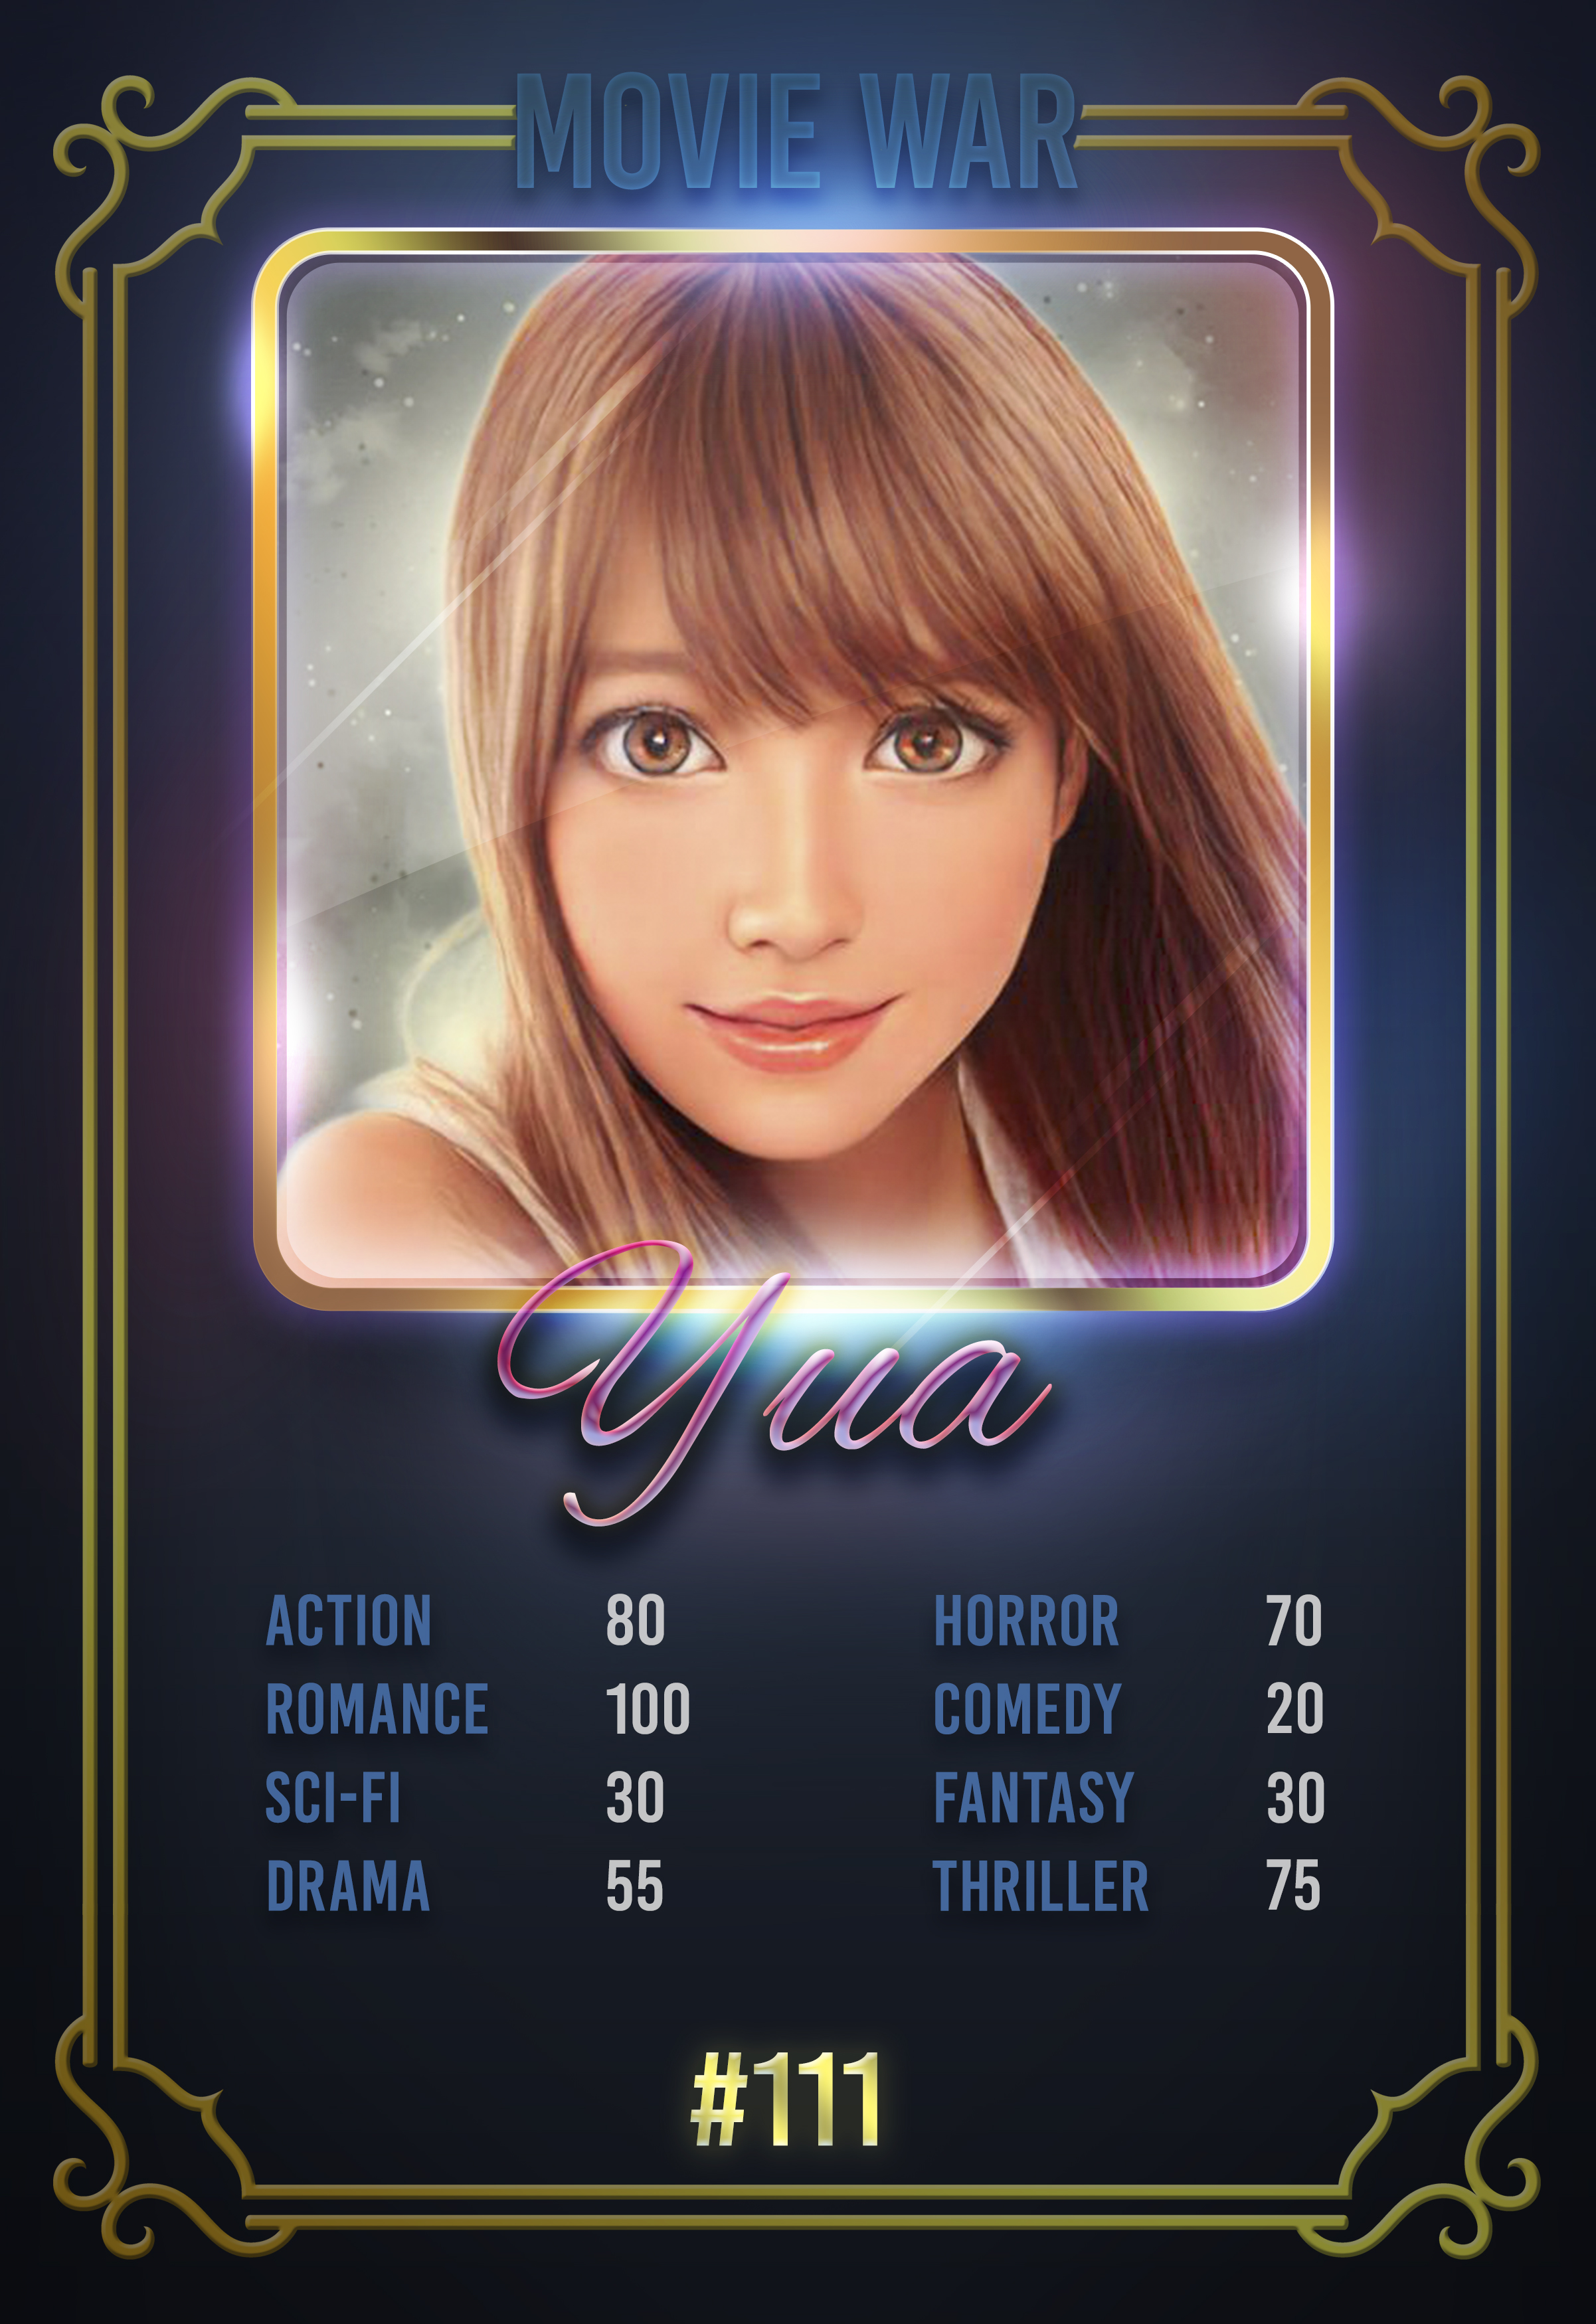 MOVIE WAR
Yua
ACTION 80 HORROR 70
ROMANCE 100 COMEDY 20
SCI-FI 30 FANTASY 30
DRAMA 55 THRILLER 75
#111